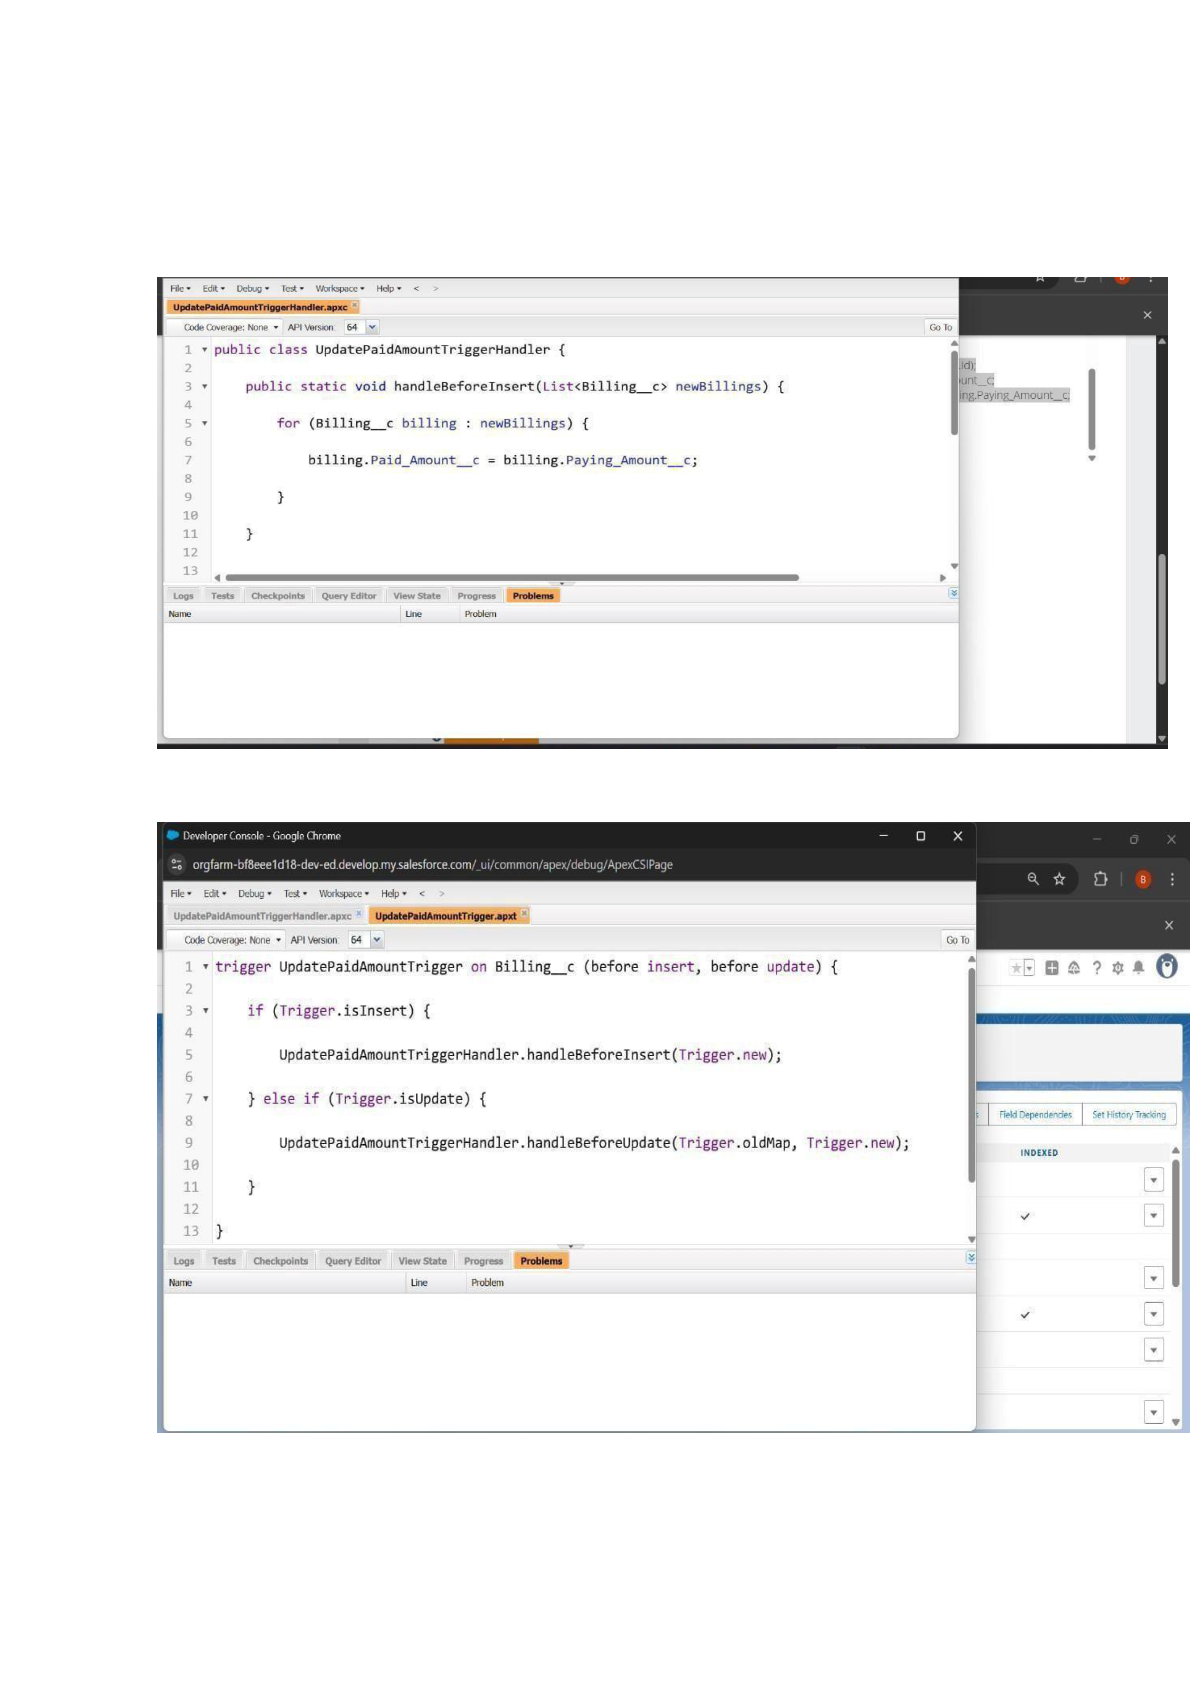 File Edit Debug Test Workspace Help < >
UpdatePaidAmountTriggerHandler.apxc
Code Coverage: None API Version: 64 Go To
1 public class UpdatePaidAmountTriggerHandler {
2
3 public static void handleBeforeInsert(List<Billing__c> newBillings) {
4
5 for (Billing__c billing : newBillings) {
6
7 billing.Paid_Amount__c = billing.Paying_Amount__c;
8
9 }
10
11 }
12
13
Logs Tests Checkpoints Query Editor View State Progress Problems
Name Line Problem
.id);
unt__c;
ing.Paying_Amount__c;
Developer Console - Google Chrome
orgfarm-bf8eee1d18-dev-ed.develop.my.salesforce.com/_ui/common/apex/debug/ApexCSIPage
B
File Edit Debug Test Workspace Help < >
UpdatePaidAmountTriggerHandler.apxc UpdatePaidAmountTrigger.apxt
Code Coverage: None API Version: 64 Go To
1 trigger UpdatePaidAmountTrigger on Billing__c (before insert, before update) {
2
3 if (Trigger.isInsert) {
4
5 UpdatePaidAmountTriggerHandler.handleBeforeInsert(Trigger.new);
6
7 } else if (Trigger.isUpdate) {
8
9 UpdatePaidAmountTriggerHandler.handleBeforeUpdate(Trigger.oldMap, Trigger.new);
10
11 }
12
13 }
Logs Tests Checkpoints Query Editor View State Progress Problems
Name Line Problem
Field Dependencies Set History Tracking
INDEXED